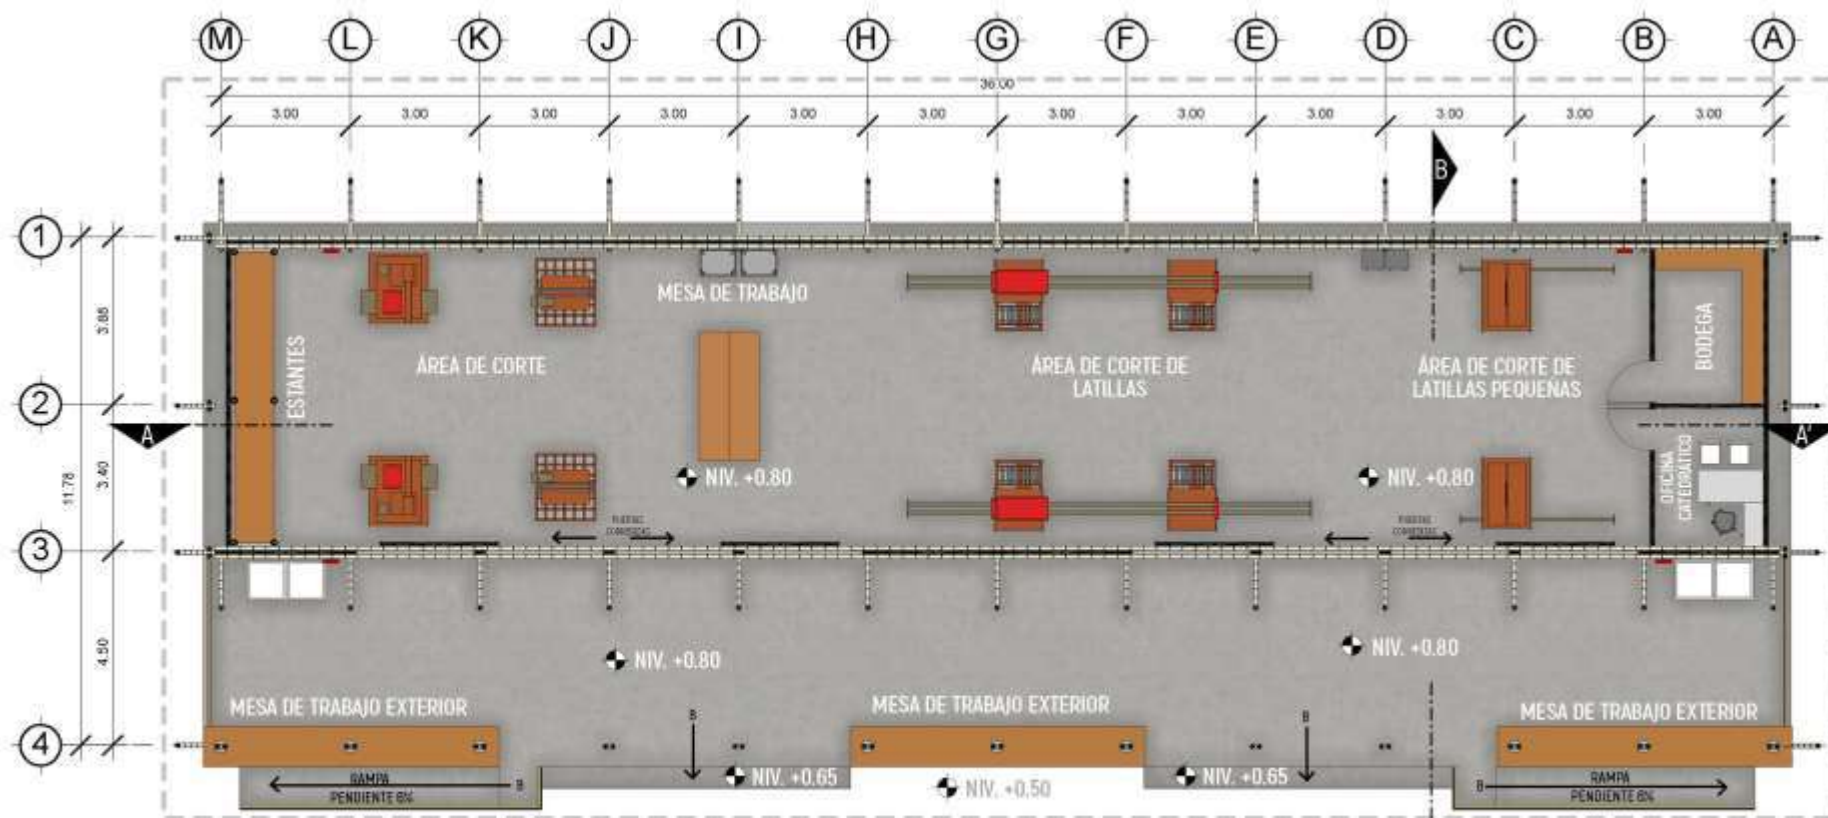 M L K J I H G F E D C B A
36.00
3.00 3.00 3.00 3.00 3.00 3.00 3.00 3.00 3.00 3.00 3.00 3.00
B
1
2
3
4
3.88
3.40
4.50
11.78
A
A'
ESTANTES
ÁREA DE CORTE
MESA DE TRABAJO
ÁREA DE CORTE DE
LATILLAS
ÁREA DE CORTE DE
LATILLAS PEQUEÑAS
BODEGA
OFICINA
CATEDRÁTICO
NIV. +0.80
NIV. +0.80
NIV. +0.80
NIV. +0.80
MESA DE TRABAJO EXTERIOR
MESA DE TRABAJO EXTERIOR
MESA DE TRABAJO EXTERIOR
B
B
NIV. +0.65
NIV. +0.50
NIV. +0.65
RAMPA
PENDIENTE 6%
B
B
RAMPA
PENDIENTE 6%